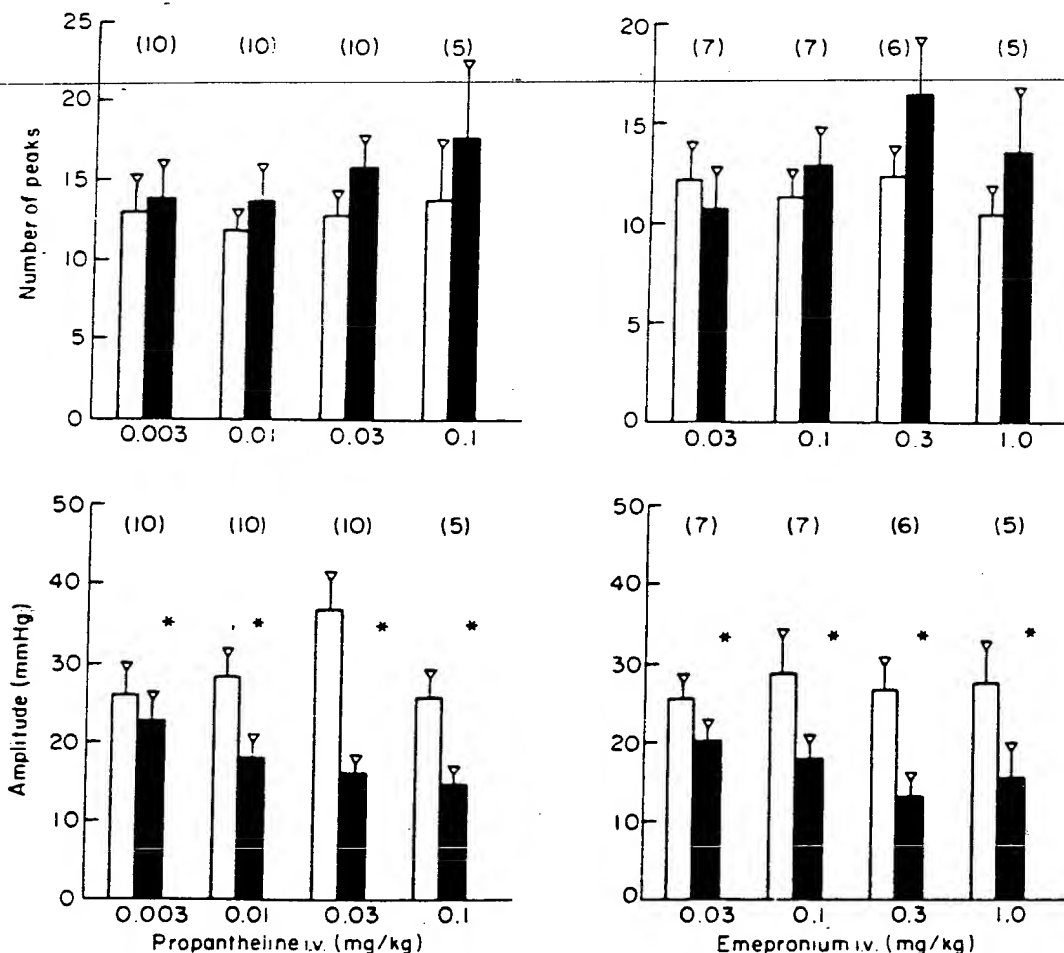 25
20
15
10
5
0
Number of peaks
(10) (10) (10) (5)
0.003 0.01 0.03 0.1
20
15
10
5
0
(7) (7) (6) (5)
0.03 0.1 0.3 1.0
50
40
30
20
10
0
Amplitude (mmHg)
(10) (10) (10) (5)
* * * *
0.003 0.01 0.03 0.1
Propantheline i.v. (mg/kg)
50
40
30
20
10
0
(7) (7) (6) (5)
* * * *
0.03 0.1 0.3 1.0
Emepronium i.v. (mg/kg)